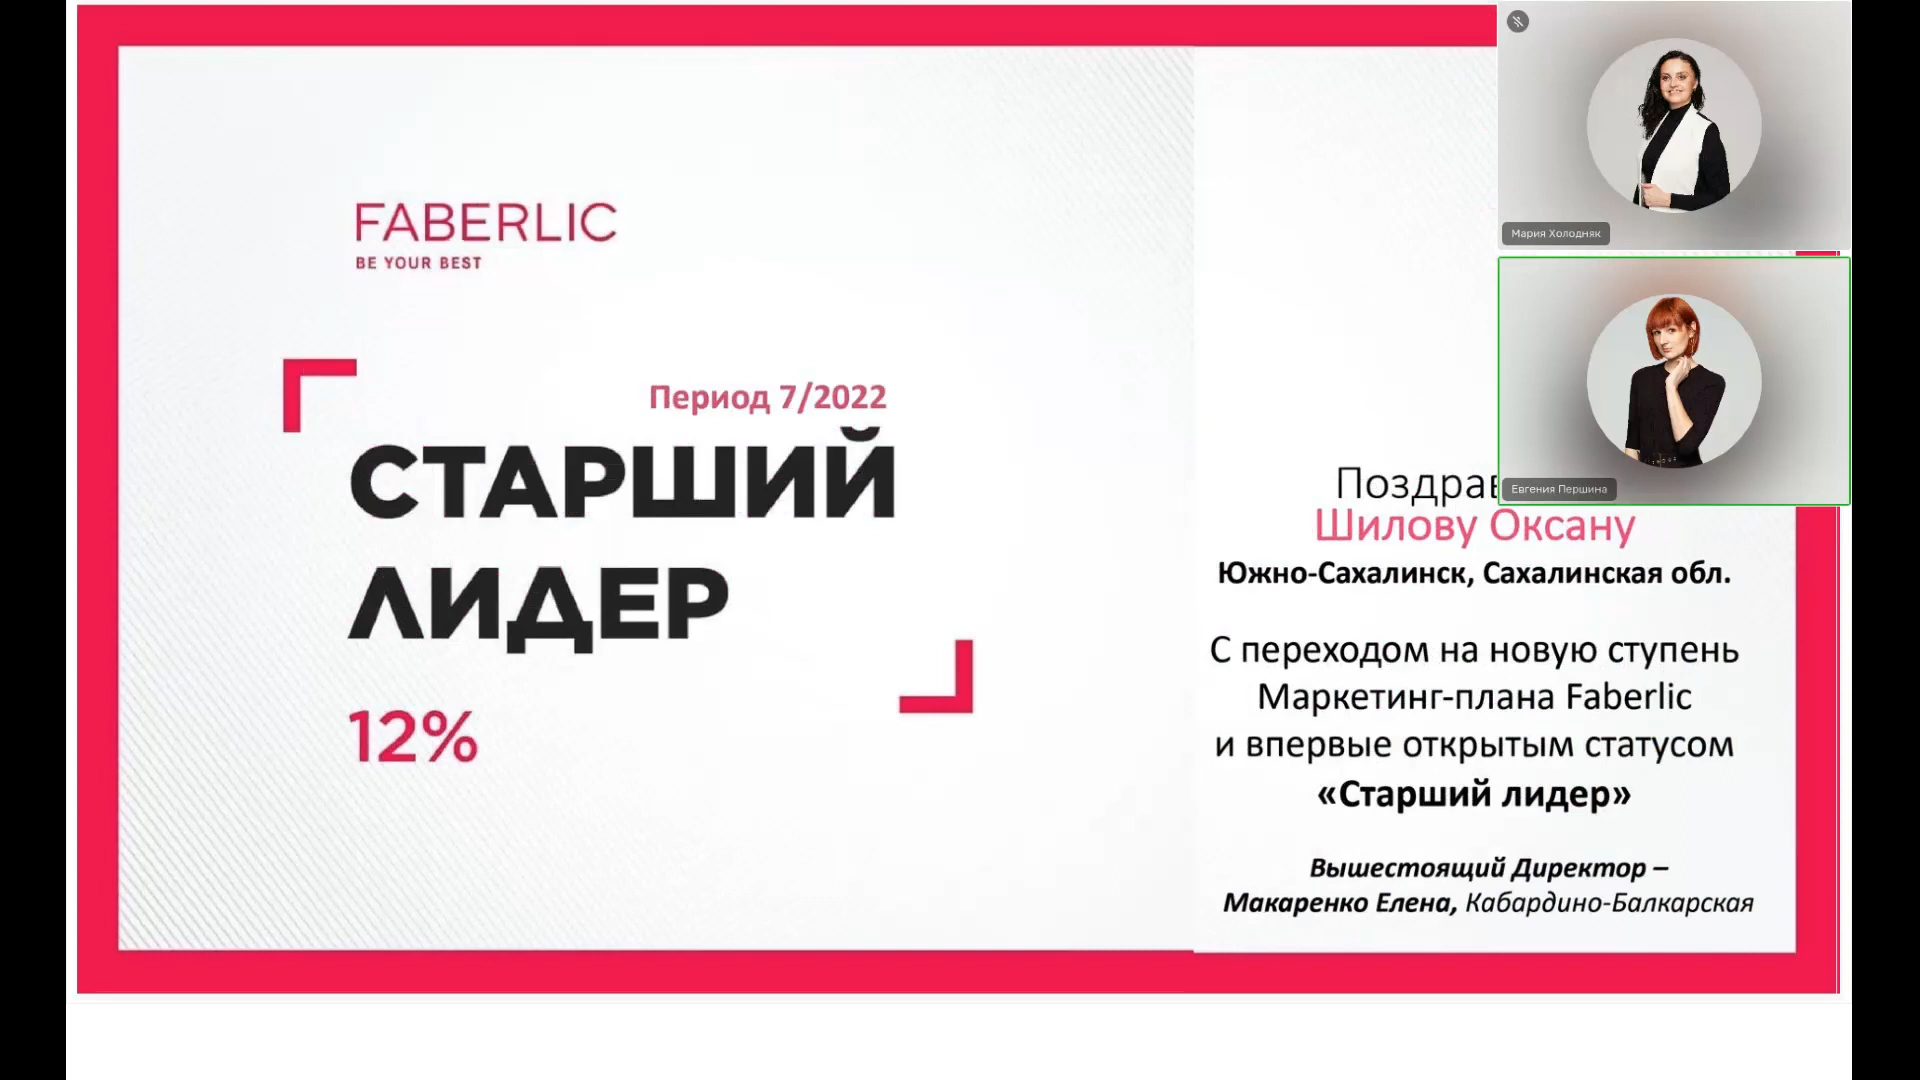 FABERLIC
BE YOUR BEST
Период 7/2022
СТАРШИЙ
ЛИДЕР
12%
Мария Холодняк
Евгения Першина
Шилову Оксану
Южно-Сахалинск, Сахалинская обл.
С переходом на новую ступень
Маркетинг-плана Faberlic
и впервые открытым статусом
«Старший лидер»
Вышестоящий Директор –
Макаренко Елена, Кабардино-Балкарская